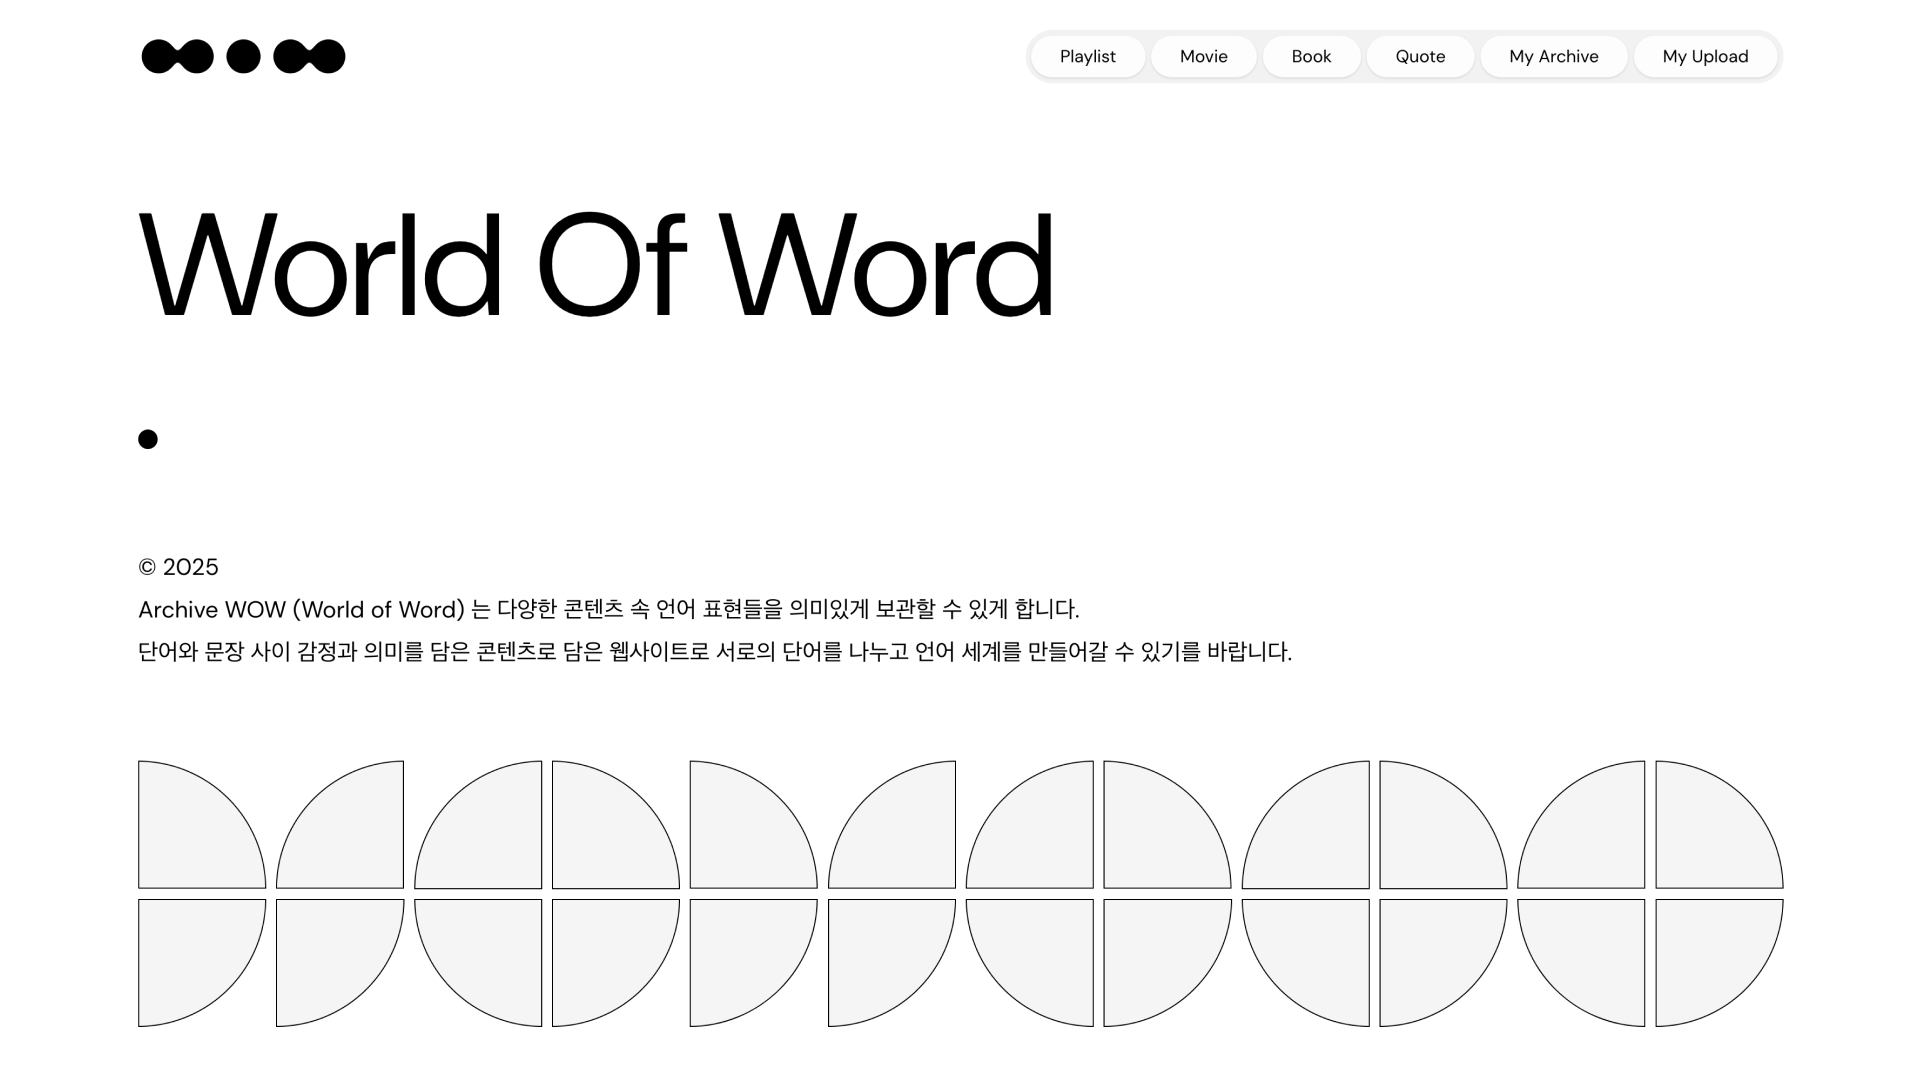 Playlist
Movie
Book
Quote
My Archive
My Upload
World Of Word
© 2025
Archive WOW (World of Word) 는 다양한 콘텐츠 속 언어 표현들을 의미있게 보관할 수 있게 합니다.
단어와 문장 사이 감정과 의미를 담은 콘텐츠로 담은 웹사이트로 서로의 단어를 나누고 언어 세계를 만들어갈 수 있기를 바랍니다.